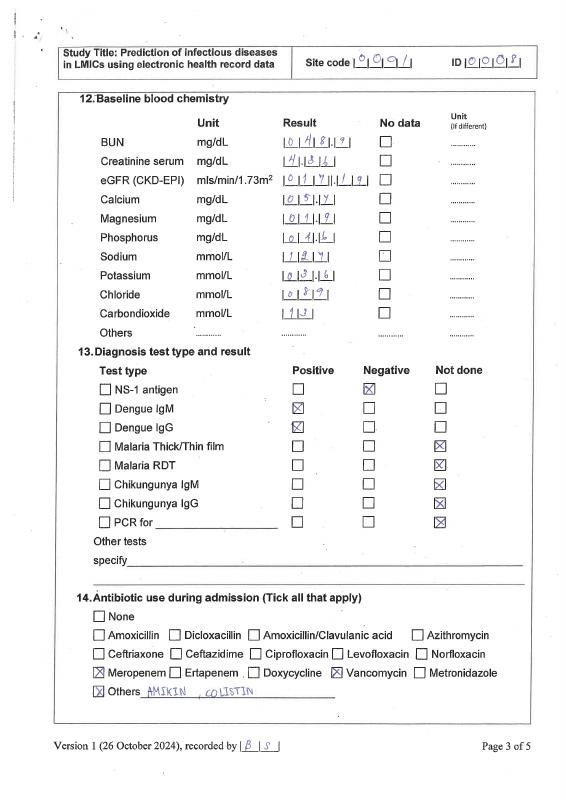 Study Title: Prediction of infectious diseases
in LMICs using electronic health record data
Site code |0|0|9|1| ID |0|0|0|8|
12.Baseline blood chemistry
Unit Result No data Unit (If different)
BUN mg/dL |0|4|8|.|9| ☐ ............
Creatinine serum mg/dL |4|.|3|6| ☐ ............
eGFR (CKD-EPI) mls/min/1.73m² |0|1|7|.|1|9| ☐ ............
Calcium mg/dL |0|5|.|7| ☐ ............
Magnesium mg/dL |0|1|.|9| ☐ ............
Phosphorus mg/dL |0|4|.|6| ☐ ............
Sodium mmol/L |1|2|7| ☐ ............
Potassium mmol/L |0|3|.|6| ☐ ............
Chloride mmol/L |0|8|9| ☐ ............
Carbondioxide mmol/L |1|3| ☐ ............
Others ............ ............ ............ ............
13.Diagnosis test type and result
Test type Positive Negative Not done
☐ NS-1 antigen ☐ ☒ ☐
☐ Dengue IgM ☒ ☐ ☐
☐ Dengue IgG ☒ ☐ ☐
☐ Malaria Thick/Thin film ☐ ☐ ☒
☐ Malaria RDT ☐ ☐ ☒
☐ Chikungunya IgM ☐ ☐ ☒
☐ Chikungunya IgG ☐ ☐ ☒
☐ PCR for ____________ ☐ ☐ ☒
Other tests
specify____________
14.Antibiotic use during admission (Tick all that apply)
☐ None
☐ Amoxicillin ☐ Dicloxacillin ☐ Amoxicillin/Clavulanic acid ☐ Azithromycin
☐ Ceftriaxone ☐ Ceftazidime ☐ Ciprofloxacin ☐ Levofloxacin ☐ Norfloxacin
☒ Meropenem ☐ Ertapenem ☐ Doxycycline ☒ Vancomycin ☐ Metronidazole
☒ Others AMIKIN , COLISTIN
Version 1 (26 October 2024), recorded by |B|S| Page 3 of 5